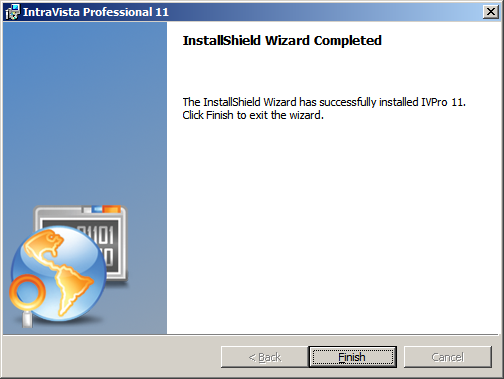 IntraVista Professional 11
InstallShield Wizard Completed
The InstallShield Wizard has successfully installed IVPro 11.
Click Finish to exit the wizard.
< Back
Finish
Cancel